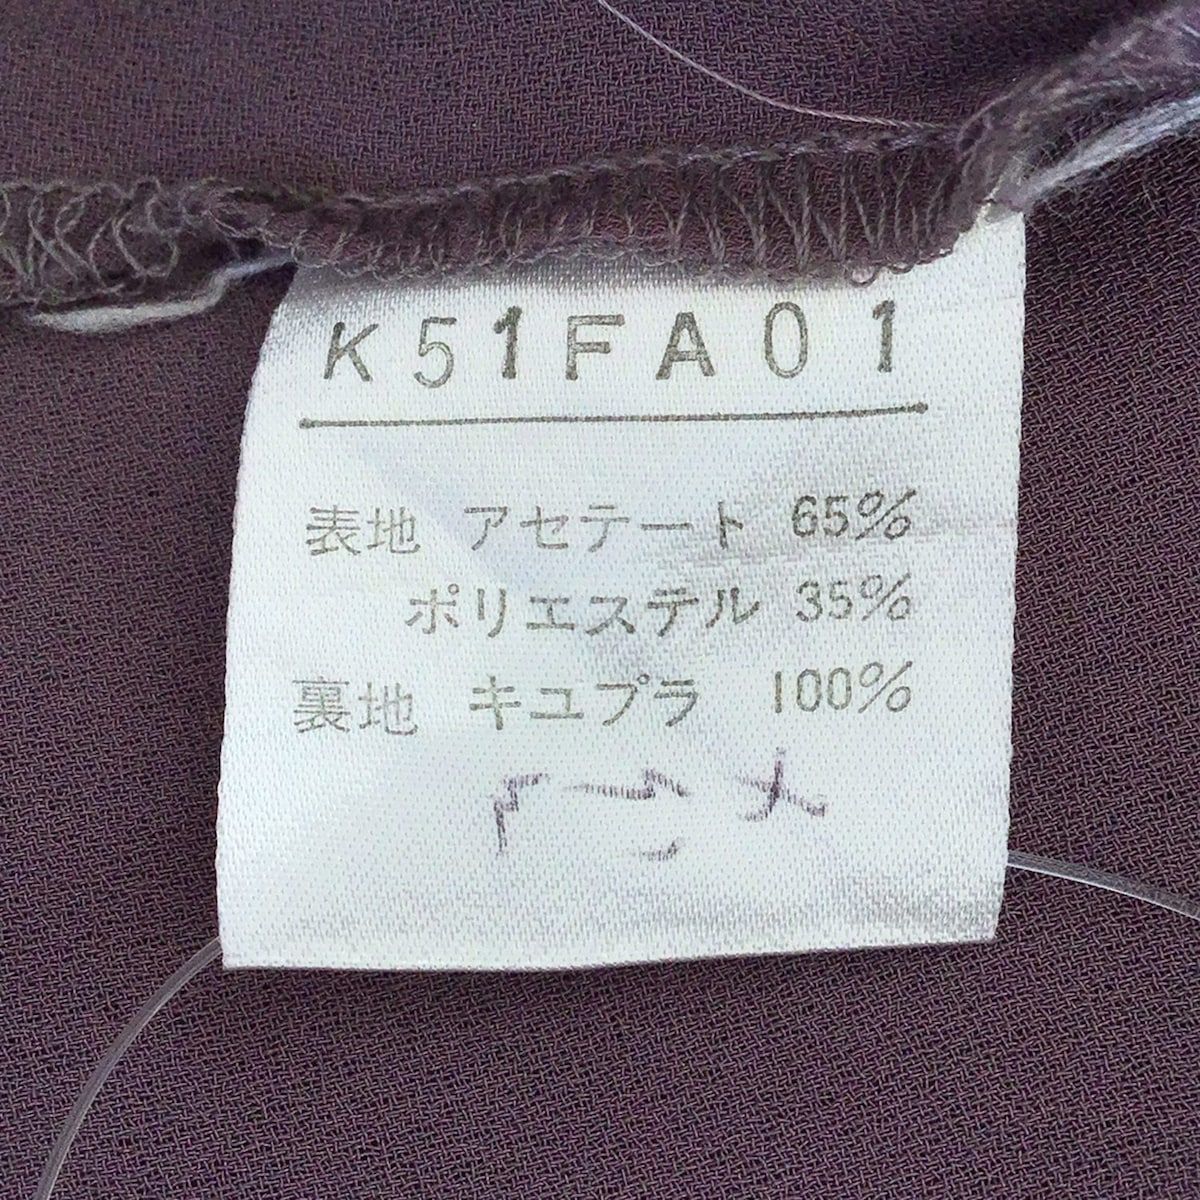 K51FA01
表地 アセテート 65%
ポリエステル 35%
裏地 キュプラ 100%